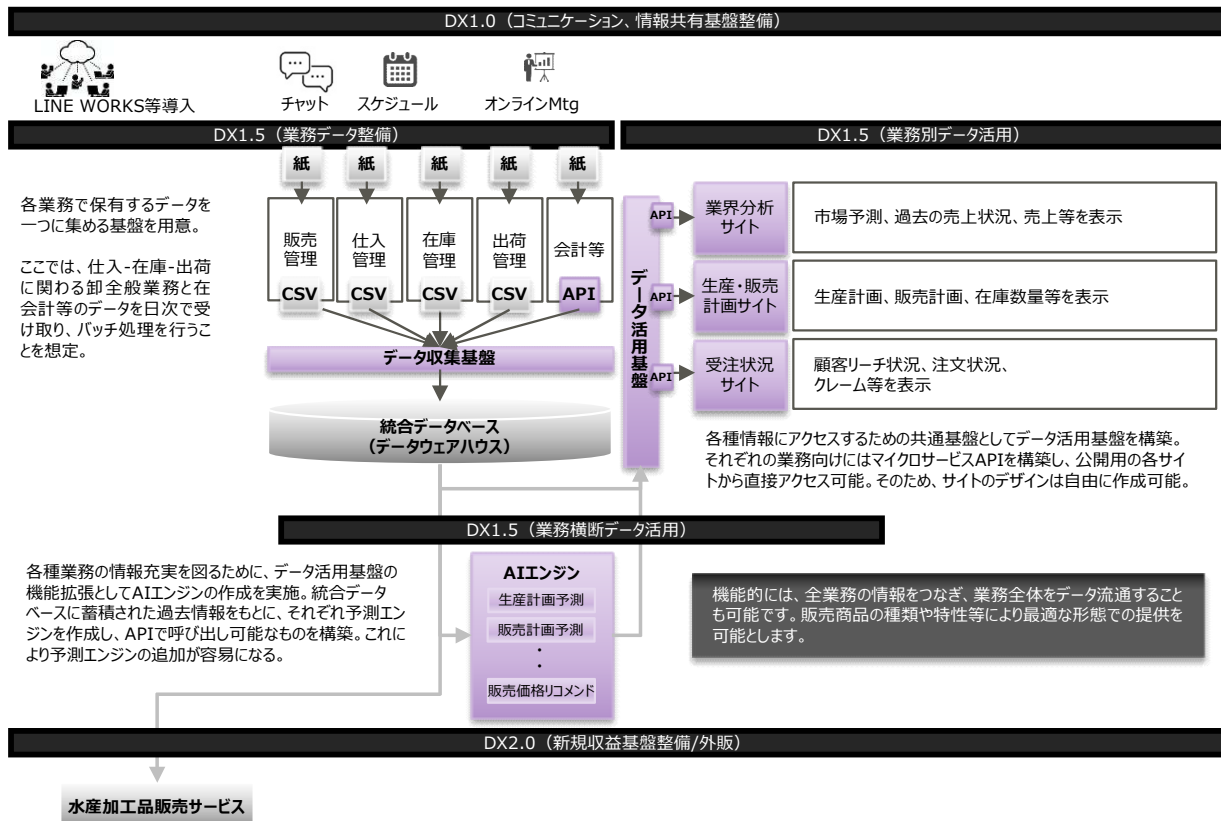 DX1.0（コミュニケーション、情報共有基盤整備）
LINE WORKS等導入
チャット
スケジュール
オンラインMtg
DX1.5（業務データ整備）
紙
紙
紙
紙
紙
各業務で保有するデータを
一つに集める基盤を用意。
ここでは、仕入-在庫-出荷
に関わる卸全般業務と在
会計等のデータを日次で受
け取り、バッチ処理を行うこ
とを想定。
販売
管理
仕入
管理
在庫
管理
出荷
管理
会計等
CSV
CSV
CSV
CSV
API
データ収集基盤
統合データベース
（データウェアハウス）
DX1.5（業務別データ活用）
データ活用基盤
API
業界分析
サイト
市場予測、過去の売上状況、売上等を表示
API
生産・販売
計画サイト
生産計画、販売計画、在庫数量等を表示
API
受注状況
サイト
顧客リーチ状況、注文状況、
クレーム等を表示
各種情報にアクセスするための共通基盤としてデータ活用基盤を構築。
それぞれの業務向けにはマイクロサービスAPIを構築し、公開用の各サイ
トから直接アクセス可能。そのため、サイトのデザインは自由に作成可能。
DX1.5（業務横断データ活用）
各種業務の情報充実を図るために、データ活用基盤の
機能拡張としてAIエンジンの作成を実施。統合データ
ベースに蓄積された過去情報をもとに、それぞれ予測エン
ジンを作成し、APIで呼び出し可能なものを構築。これに
より予測エンジンの追加が容易になる。
AIエンジン
生産計画予測
販売計画予測
・
・
販売価格リコメンド
機能的には、全業務の情報をつなぎ、業務全体をデータ流通すること
も可能です。販売商品の種類や特性等により最適な形態での提供を
可能とします。
DX2.0（新規収益基盤整備/外販）
水産加工品販売サービス